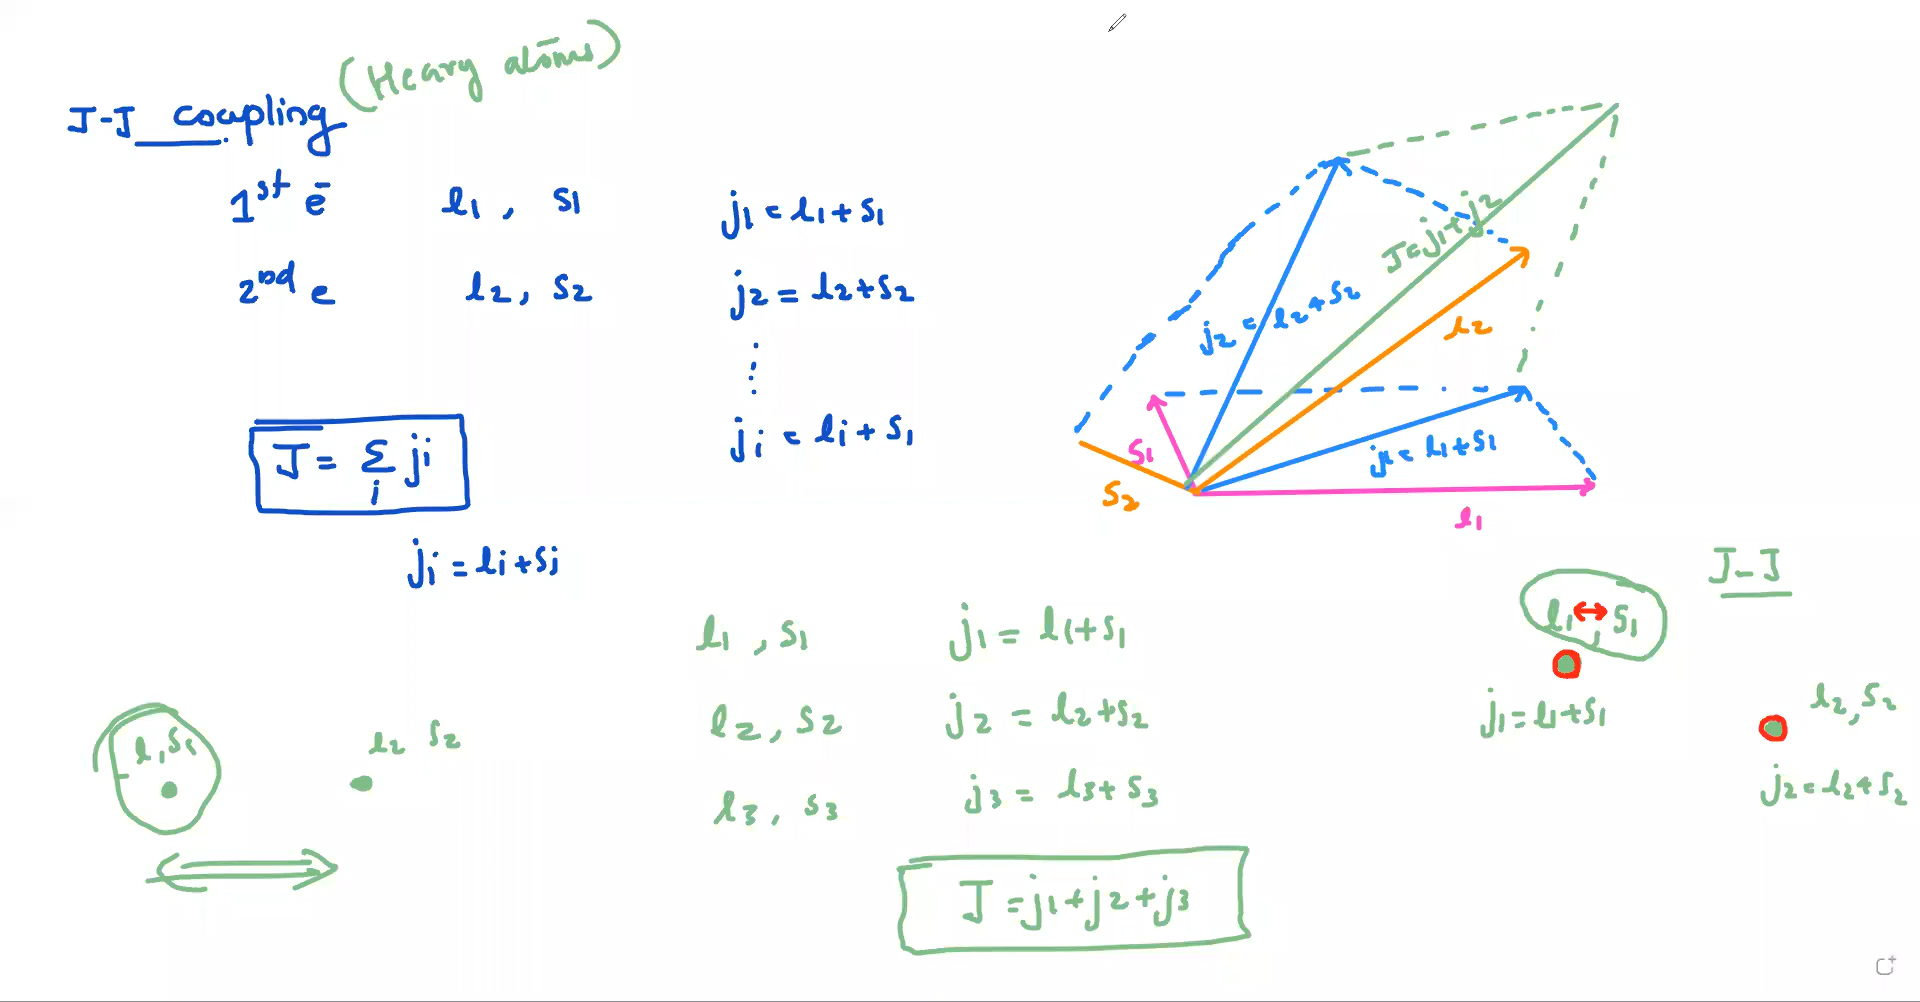 (Heavy atoms)
J-J coupling
1st e⁻ l1, s1 j1 = l1+s1
2nd e l2, s2 j2 = l2+s2
⋮
ji = li+s1
J = Σ ji
i
ji = li+si
J=j1+j2
j2 = l2+s2
l2
s1
j1 = l1+s1
s2
l1
J-J
l1, s1
j1=l1+s1
l2, s2
j2=l2+s2
l1, s1 j1 = l1+s1
l2, s2 j2 = l2+s2
l3, s3 j3 = l3+s3
J = j1+j2+j3
l1s1
l2 s2